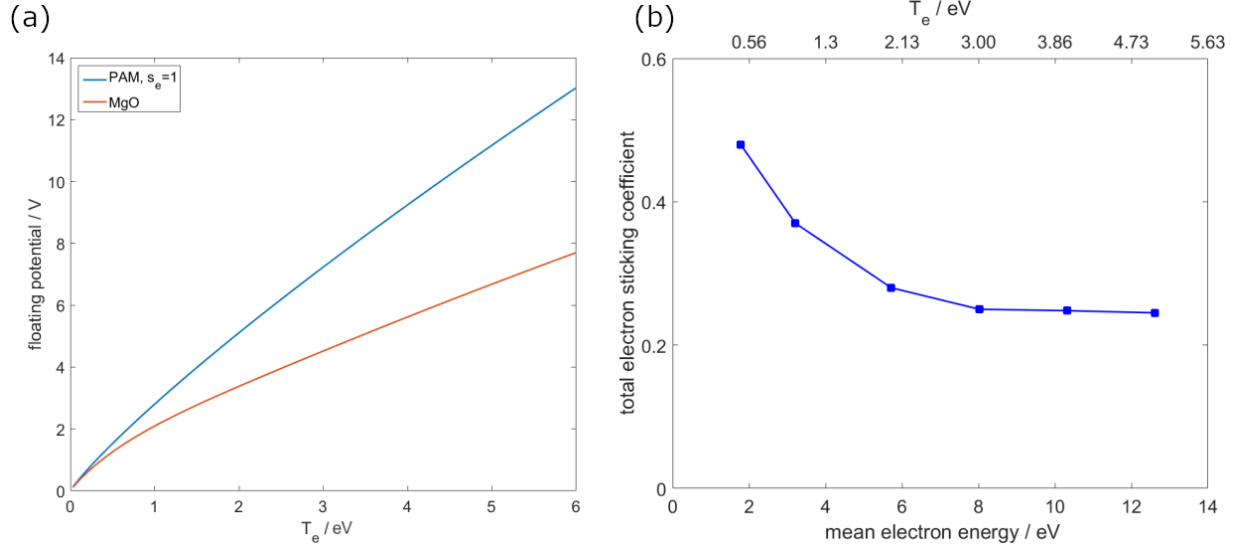 (a)
14
12
10
8
6
4
2
0
floating potential / V
PAM, s_e=1
MgO
0 1 2 3 4 5 6
T_e / eV
(b)
T_e / eV
0.56 1.3 2.13 3.00 3.86 4.73 5.63
0.6
0.4
0.2
0
total electron sticking coefficient
0 2 4 6 8 10 12 14
mean electron energy / eV